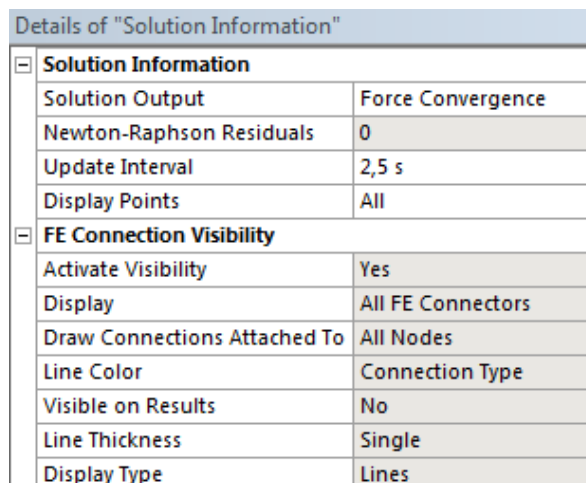 Details of "Solution Information"
Solution Information
Solution Output Force Convergence
Newton-Raphson Residuals 0
Update Interval 2,5 s
Display Points All
FE Connection Visibility
Activate Visibility Yes
Display All FE Connectors
Draw Connections Attached To All Nodes
Line Color Connection Type
Visible on Results No
Line Thickness Single
Display Type Lines